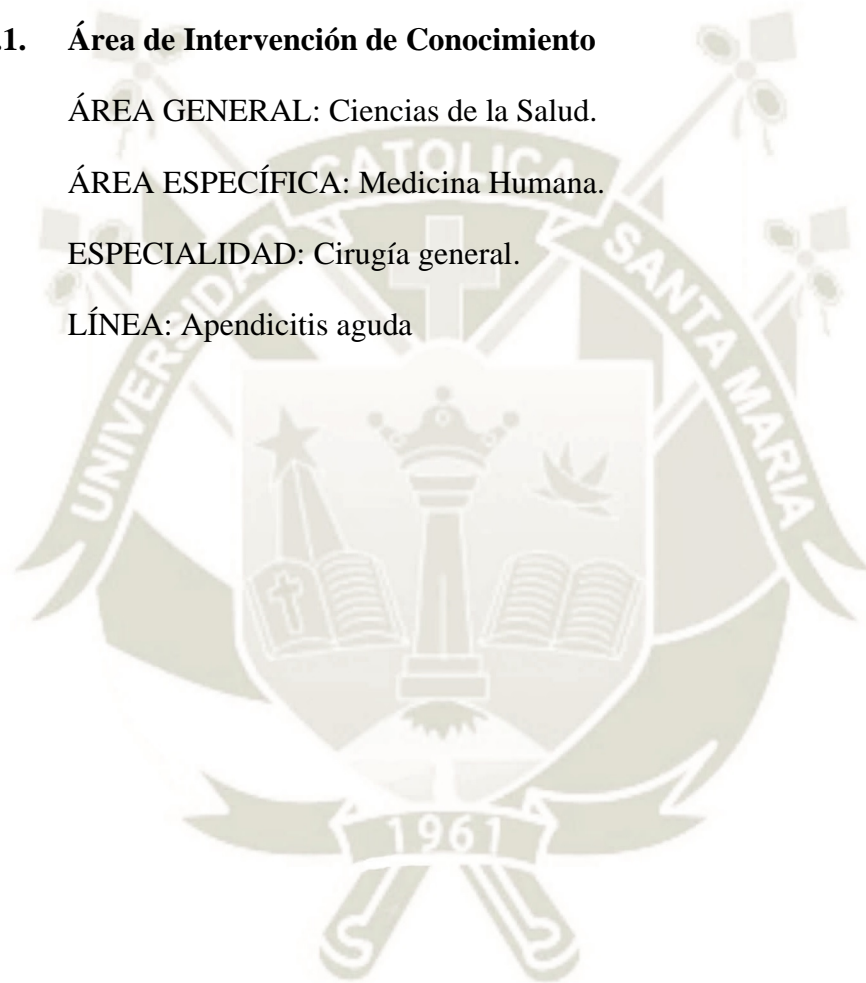 .1. Área de Intervención de Conocimiento
ÁREA GENERAL: Ciencias de la Salud.
ÁREA ESPECÍFICA: Medicina Humana.
ESPECIALIDAD: Cirugía general.
LÍNEA: Apendicitis aguda
UNIVERSIDAD CATOLICA SANTA MARIA
1961